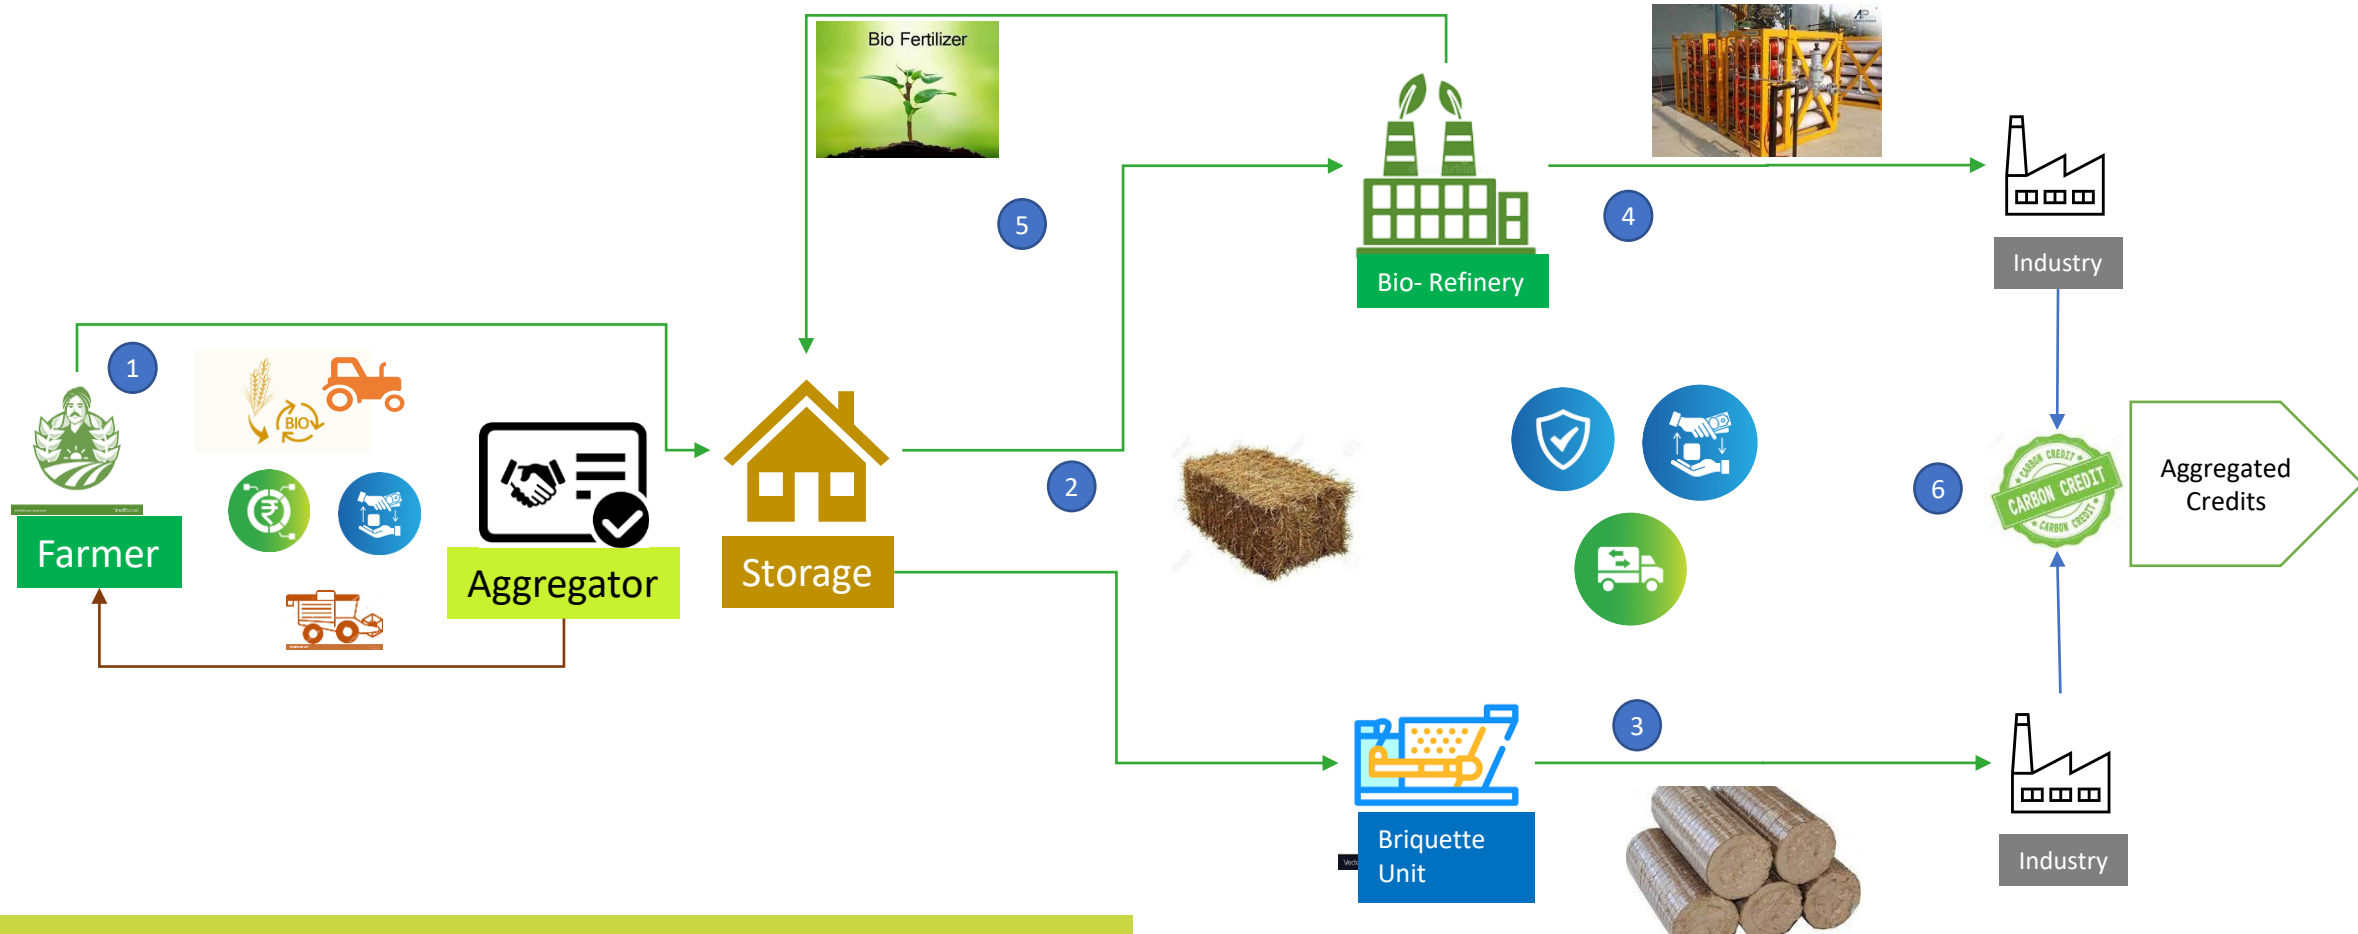 Bio Fertilizer
5
4
Industry
Bio- Refinery
1
BIO
Farmer
Aggregator
Storage
2
6
CARBON CREDIT
CARBON CREDIT
CARBON CREDIT
Aggregated
Credits
3
Briquette
Unit
Industry